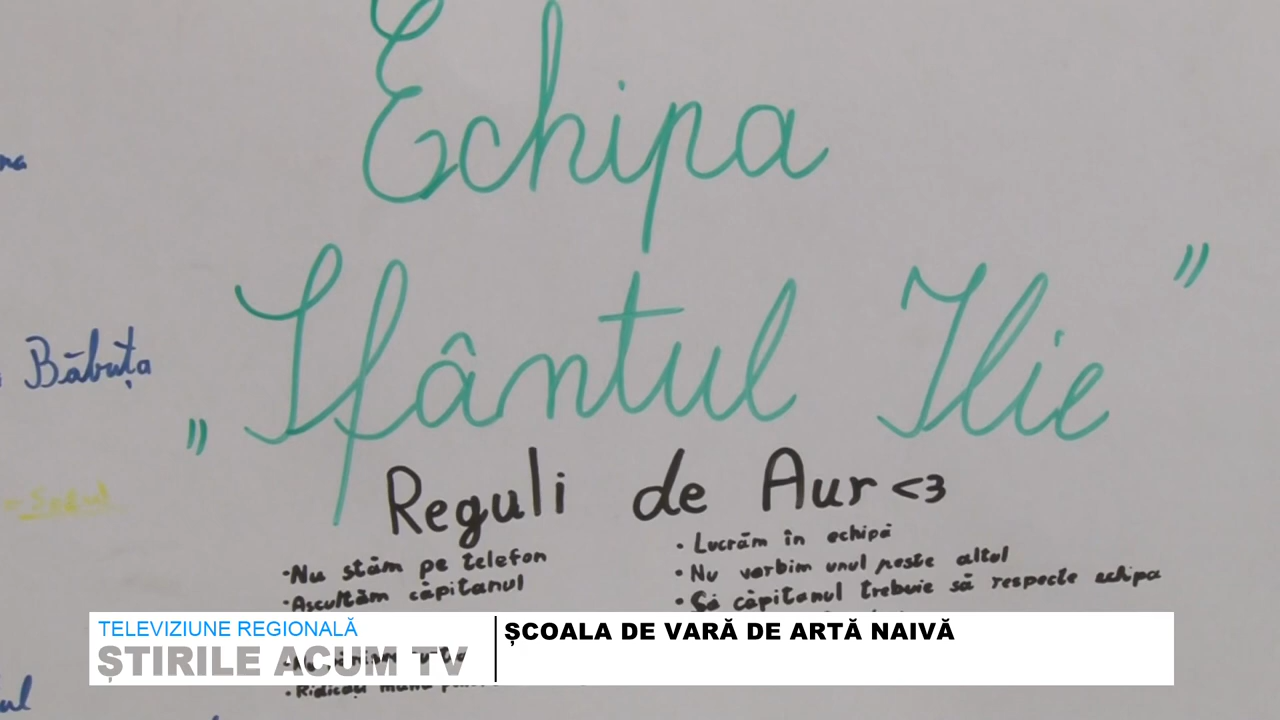 Echipa
„Sfântul Ilie”
Băbuța
Reguli de Aur <3
•Nu stăm pe telefon
•Ascultăm căpitanul
• Lucrăm în echipă
• Nu vorbim unul peste altul
• Să căpitanul trebuie să respecte echipa
TELEVIZIUNE REGIONALĂ
ȘTIRILE ACUM TV
ȘCOALA DE VARĂ DE ARTĂ NAIVĂ